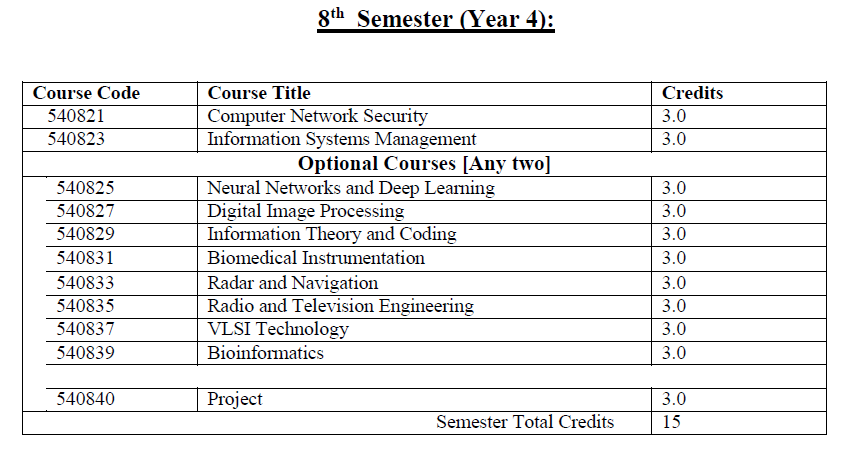 8th Semester (Year 4):
Course Code Course Title Credits
540821 Computer Network Security 3.0
540823 Information Systems Management 3.0
Optional Courses [Any two]
540825 Neural Networks and Deep Learning 3.0
540827 Digital Image Processing 3.0
540829 Information Theory and Coding 3.0
540831 Biomedical Instrumentation 3.0
540833 Radar and Navigation 3.0
540835 Radio and Television Engineering 3.0
540837 VLSI Technology 3.0
540839 Bioinformatics 3.0
540840 Project 3.0
Semester Total Credits 15